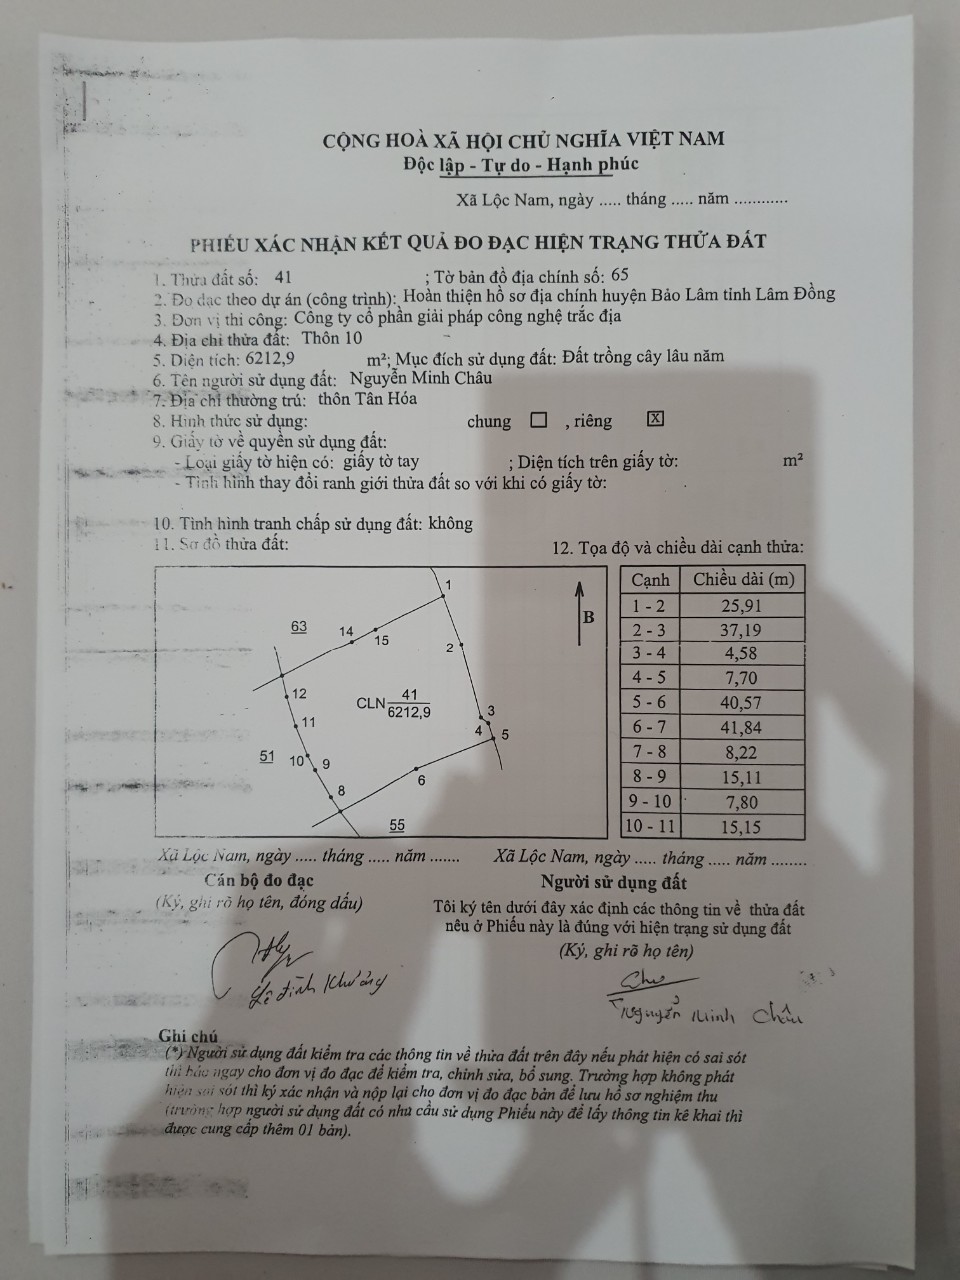 CỘNG HOÀ XÃ HỘI CHỦ NGHĨA VIỆT NAM
Độc lập - Tự do - Hạnh phúc
Xã Lộc Nam, ngày ..... tháng ..... năm ............
PHIẾU XÁC NHẬN KẾT QUẢ ĐO ĐẠC HIỆN TRẠNG THỬA ĐẤT
1. Thửa đất số: 41 ; Tờ bản đồ địa chính số: 65
2. Đo đạc theo dự án (công trình): Hoàn thiện hồ sơ địa chính huyện Bảo Lâm tỉnh Lâm Đồng
3. Đơn vị thi công: Công ty cổ phần giải pháp công nghệ trắc địa
4. Địa chỉ thửa đất: Thôn 10
5. Diện tích: 6212,9 m²; Mục đích sử dụng đất: Đất trồng cây lâu năm
6. Tên người sử dụng đất: Nguyễn Minh Châu
7. Địa chỉ thường trú: thôn Tân Hóa
8. Hình thức sử dụng: chung ☐ , riêng ☒
9. Giấy tờ về quyền sử dụng đất:
- Loại giấy tờ hiện có: giấy tờ tay ; Diện tích trên giấy tờ: m²
- Tình hình thay đổi ranh giới thửa đất so với khi có giấy tờ:
10. Tình hình tranh chấp sử dụng đất: không
11. Sơ đồ thửa đất:
1
B
63
14
15
2
12
CLN 41
6212,9
11
3
4
5
51
10
9
6
8
55
12. Tọa độ và chiều dài cạnh thửa:
Cạnh Chiều dài (m)
1 - 2 25,91
2 - 3 37,19
3 - 4 4,58
4 - 5 7,70
5 - 6 40,57
6 - 7 41,84
7 - 8 8,22
8 - 9 15,11
9 - 10 7,80
10 - 11 15,15
Xã Lộc Nam, ngày ..... tháng ..... năm .......
Cán bộ đo đạc
(Ký, ghi rõ họ tên, đóng dấu)
Lê Đình Khương
Xã Lộc Nam, ngày ..... tháng ..... năm ........
Người sử dụng đất
Tôi ký tên dưới đây xác định các thông tin về thửa đất
nêu ở Phiếu này là đúng với hiện trạng sử dụng đất
(Ký, ghi rõ họ tên)
Nguyễn Minh Châu
Ghi chú
(*) Người sử dụng đất kiểm tra các thông tin về thửa đất trên đây nếu phát hiện có sai sót
thì báo ngay cho đơn vị đo đạc để kiểm tra, chỉnh sửa, bổ sung. Trường hợp không phát
hiện sai sót thì ký xác nhận và nộp lại cho đơn vị đo đạc bản để lưu hồ sơ nghiệm thu
(trường hợp người sử dụng đất có nhu cầu sử dụng Phiếu này để lấy thông tin kê khai thì
được cung cấp thêm 01 bản).